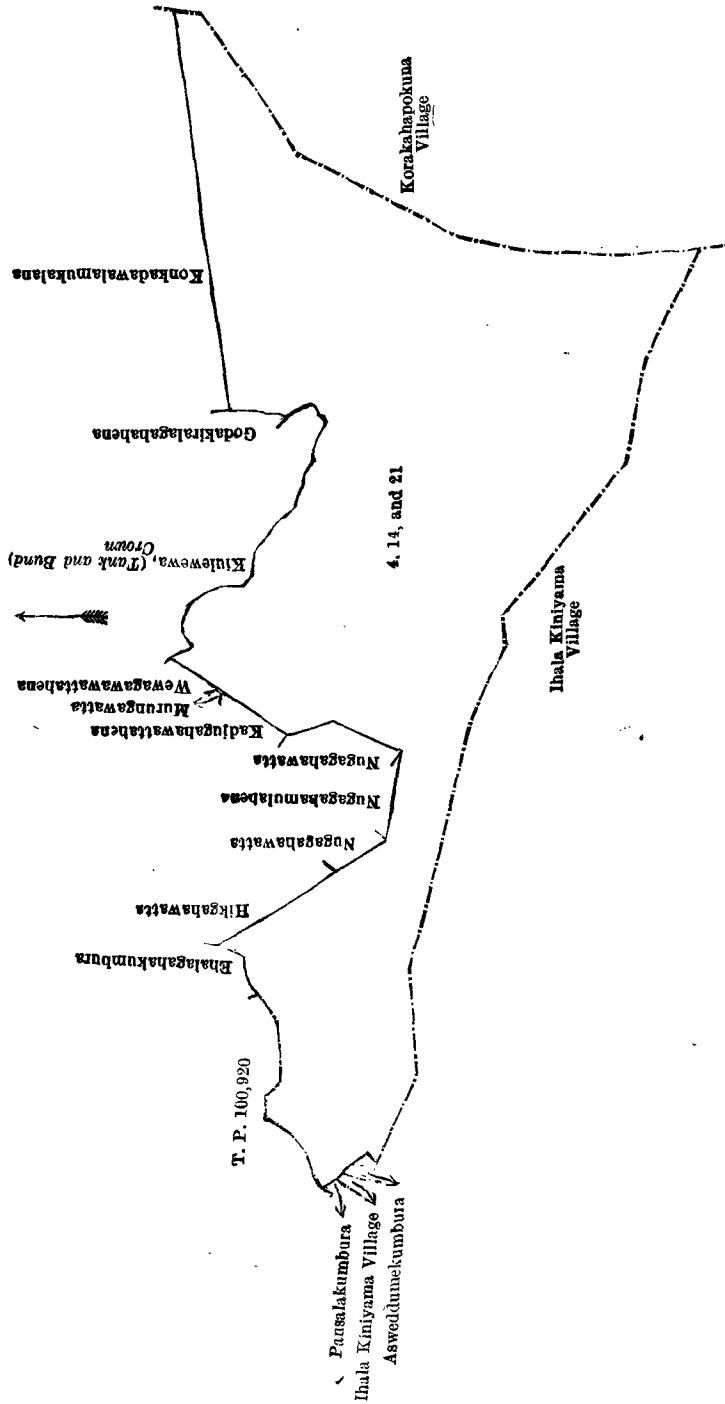 Konkadawalamukalana
Godakiralagahahena
Kiulewewa, (Tank and Bund)
Crown
Wewagawawattahena
Murungawatta
Kadjugahawattahena
Nugagahawatta
Nugagahamulahena
Nugagahawatta
Hikgahawatta
Ehalagahakumbura
T. P. 100,920
Pansalakumbura
Ihala Kiniyama Village
Asweddumekumbura
4, 14, and 21
Korakahapokuna
Village
Ihala Kiniyama
Village